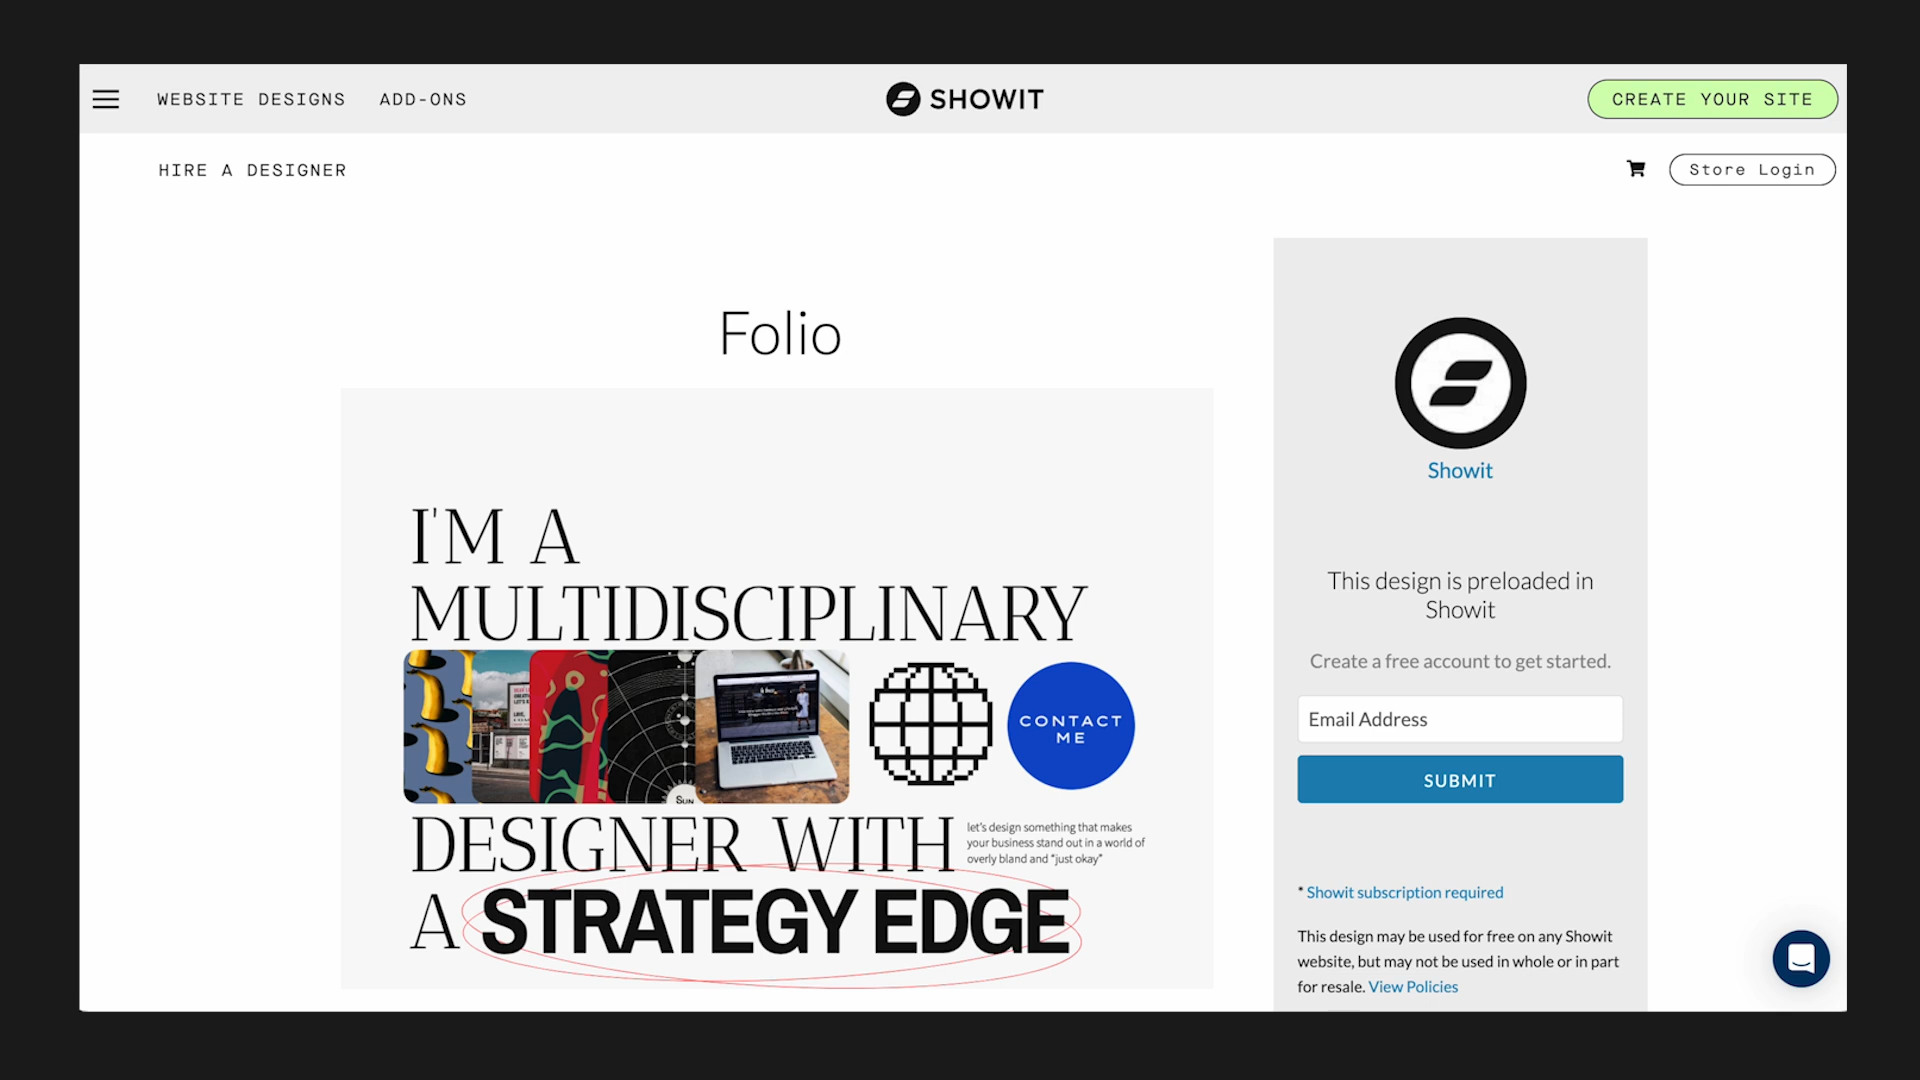 WEBSITE DESIGNS
ADD-ONS
SHOWIT
CREATE YOUR SITE
HIRE A DESIGNER
Store Login
Folio
I'M A
MULTIDISCIPLINARY
SUN
CONTACT
ME
DESIGNER WITH
let's design something that makes
your business stand out in a world of
overly bland and "just okay"
A STRATEGY EDGE
Showit
This design is preloaded in
Showit
Create a free account to get started.
Email Address
SUBMIT
* Showit subscription required
This design may be used for free on any Showit
website, but may not be used in whole or in part
for resale. View Policies